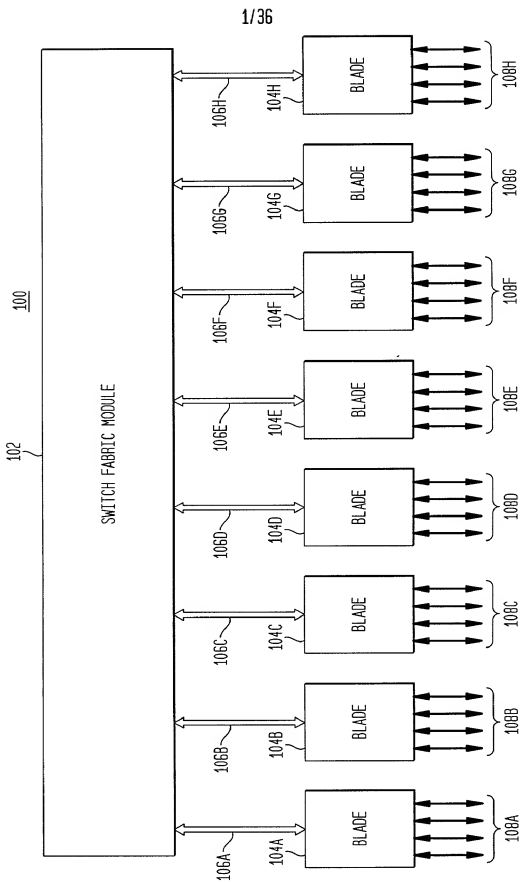 1/36
100
102
SWITCH FABRIC MODULE
106A
106B
106C
106D
106E
106F
106G
106H
104A
104B
104C
104D
104E
104F
104G
104H
BLADE
BLADE
BLADE
BLADE
BLADE
BLADE
BLADE
BLADE
108A
108B
108C
108D
108E
108F
108G
108H